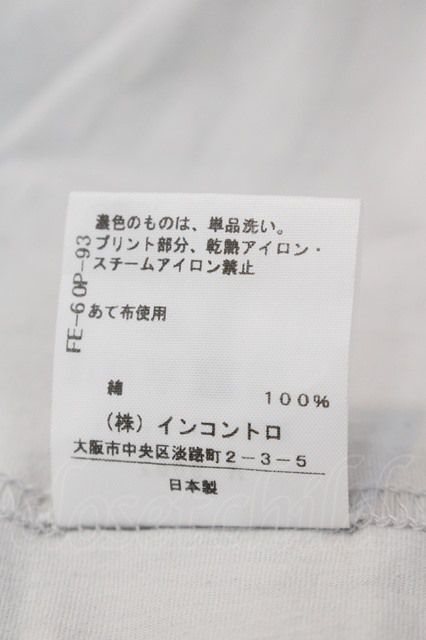 濃色のものは、単品洗い。
プリント部分、乾熱アイロン・
スチームアイロン禁止
あて布使用
FE-60P-93
綿 100%
(株)インコントロ
大阪市中央区淡路町2-3-5
日本製
closetchild